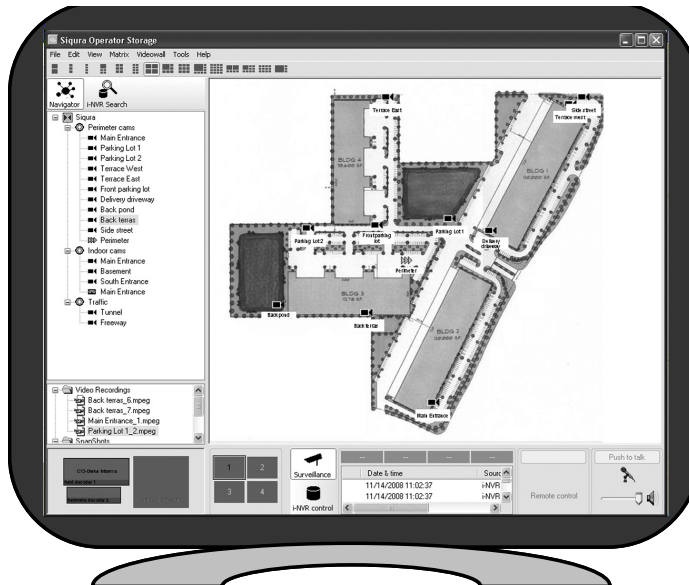 Siqura Operator Storage
File Edit View Matrix Videowall Tools Help
Navigator
i-NVR Search
Siqura
Perimeter cams
Main Entrance
Parking Lot 1
Parking Lot 2
Terrace West
Terrace East
Front parking lot
Delivery driveway
Back pond
Back terras
Side street
Perimeter
Indoor cams
Main Entrance
Basement
South Entrance
Main Entrance
Traffic
Tunnel
Freeway
Terrace East
Side street
Terrace west
BLDG 4
BLDG 1
Parking Lot1
Parking Lot2
Frontparking
lot
Delivery
driveway
Perimeter
BLDG 3
Back pond
Back terras
BLDG 2
Main Entrance
Video Recordings
Back terras_6.mpeg
Back terras_7.mpeg
Main Entrance_1.mpeg
Parking Lot 1_2.mpeg
SnapShots
1
2
3
4
Surveillance
i-NVR control
-- -- -- --
Date & time Sourc
11/14/2008 11:02:37 i-NVR
11/14/2008 11:02:37 i-NVR
Remote control
Push to talk